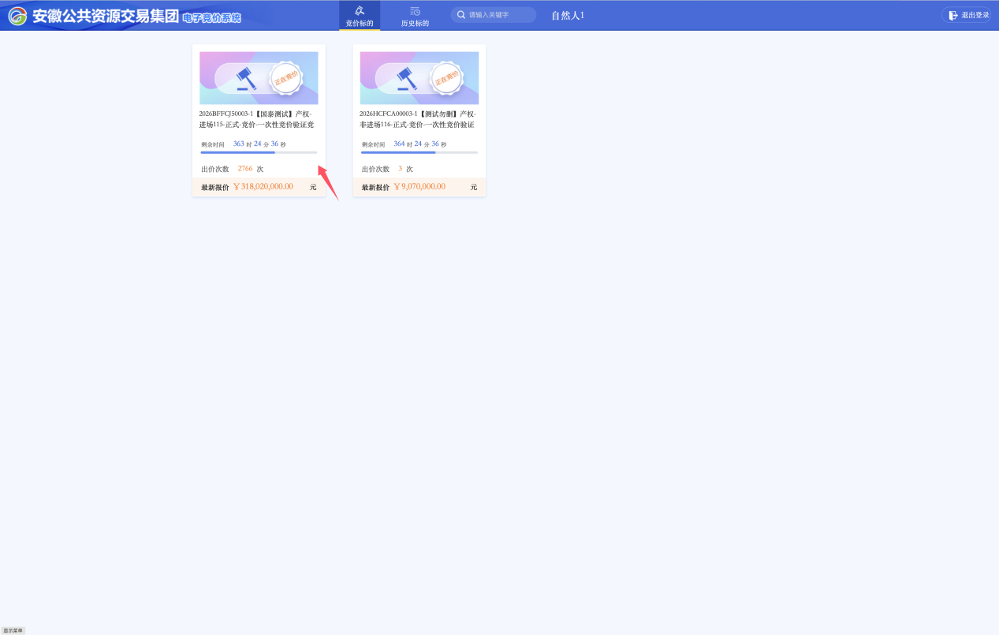 安徽公共资源交易集团 电子竞价系统
竞价标的
历史标的
请输入关键字
自然人1
退出登录
正在竞价
2026BFFCJ50003-1【国泰测试】产权-
进场115-正式-竞价-一次性竞价验证竞
剩余时间 363 时 24 分 36 秒
出价次数 2766 次
最新报价 ￥318,020,000.00 元
正在竞价
2026HCFCA00003-1【测试勿删】产权-
非进场116-正式-竞价-一次性竞价验证
剩余时间 364 时 24 分 36 秒
出价次数 3 次
最新报价 ￥9,070,000.00 元
显示菜单